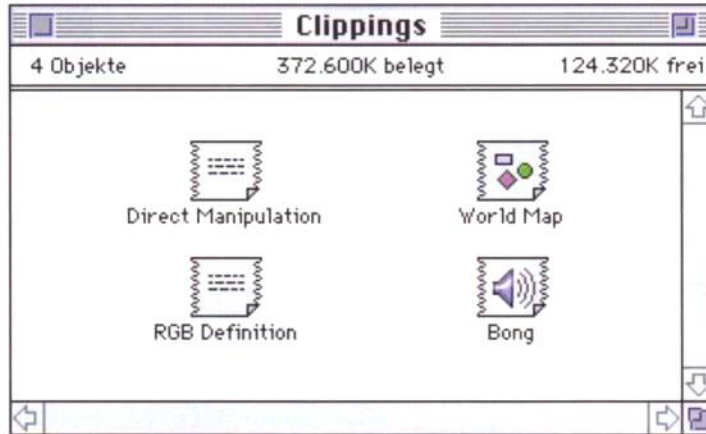 Clippings
4 Objekte 372.600K belegt 124.320K frei
Direct Manipulation World Map
RGB Definition Bong